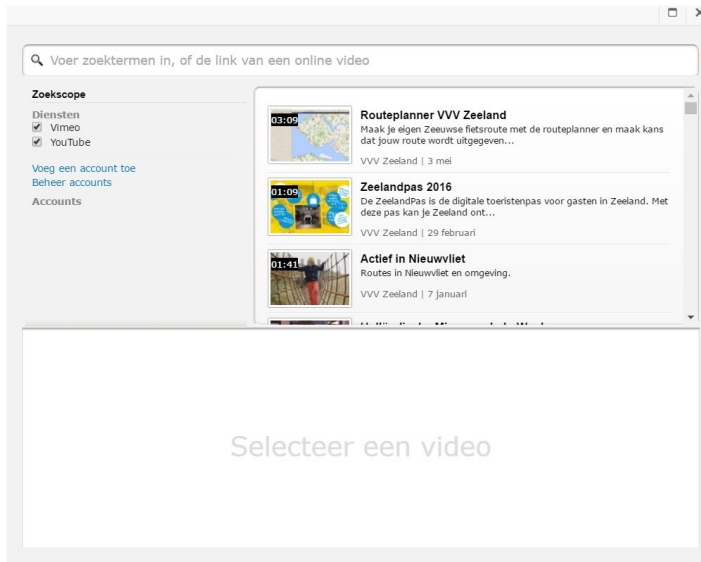 Voer zoektermen in, of de link van een online video
Zoekscope
Diensten
Vimeo
YouTube
Voeg een account toe
Beheer accounts
Accounts
03:09
Routeplanner VVV Zeeland
Maak je eigen Zeeuwse fietsroute met de routeplanner en maak kans
dat jouw route wordt uitgegeven...
VVV Zeeland | 3 mei
01:09
Zeelandpas 2016
De ZeelandPas is de digitale toeristenpas voor gasten in Zeeland. Met
deze pas kan je Zeeland ont...
VVV Zeeland | 29 februari
01:41
Actief in Nieuwvliet
Routes in Nieuwvliet en omgeving.
VVV Zeeland | 7 januari
Selecteer een video